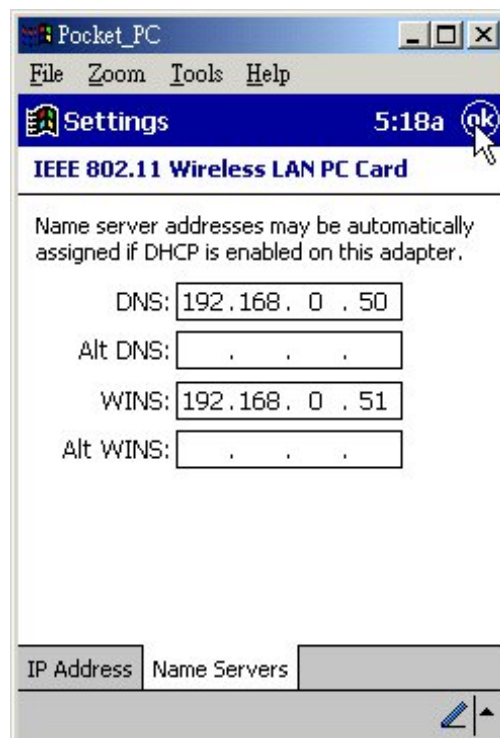 Pocket_PC
File Zoom Tools Help
Settings 5:18a ok
IEEE 802.11 Wireless LAN PC Card
Name server addresses may be automatically
assigned if DHCP is enabled on this adapter.
DNS: 192.168. 0 . 50
Alt DNS: . . .
WINS: 192.168. 0 . 51
Alt WINS: . . .
IP Address Name Servers